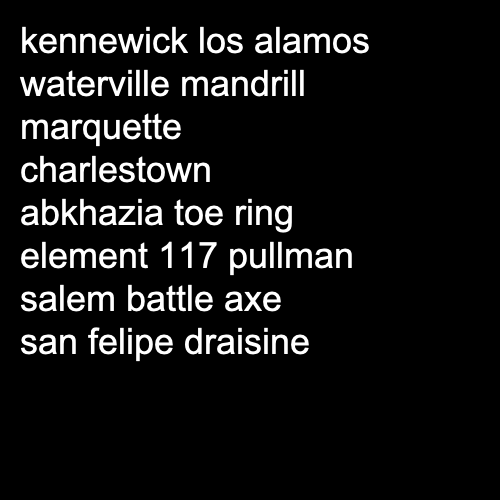 kennewick los alamos
waterville mandrill
marquette
charlestown
abkhazia toe ring
element 117 pullman
salem battle axe
san felipe draisine